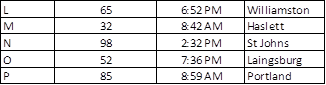 L 65 6:52 PM Williamston
M 32 8:42 AM Haslett
N 98 2:32 PM St Johns
O 52 7:36 PM Laingsburg
P 85 8:59 AM Portland